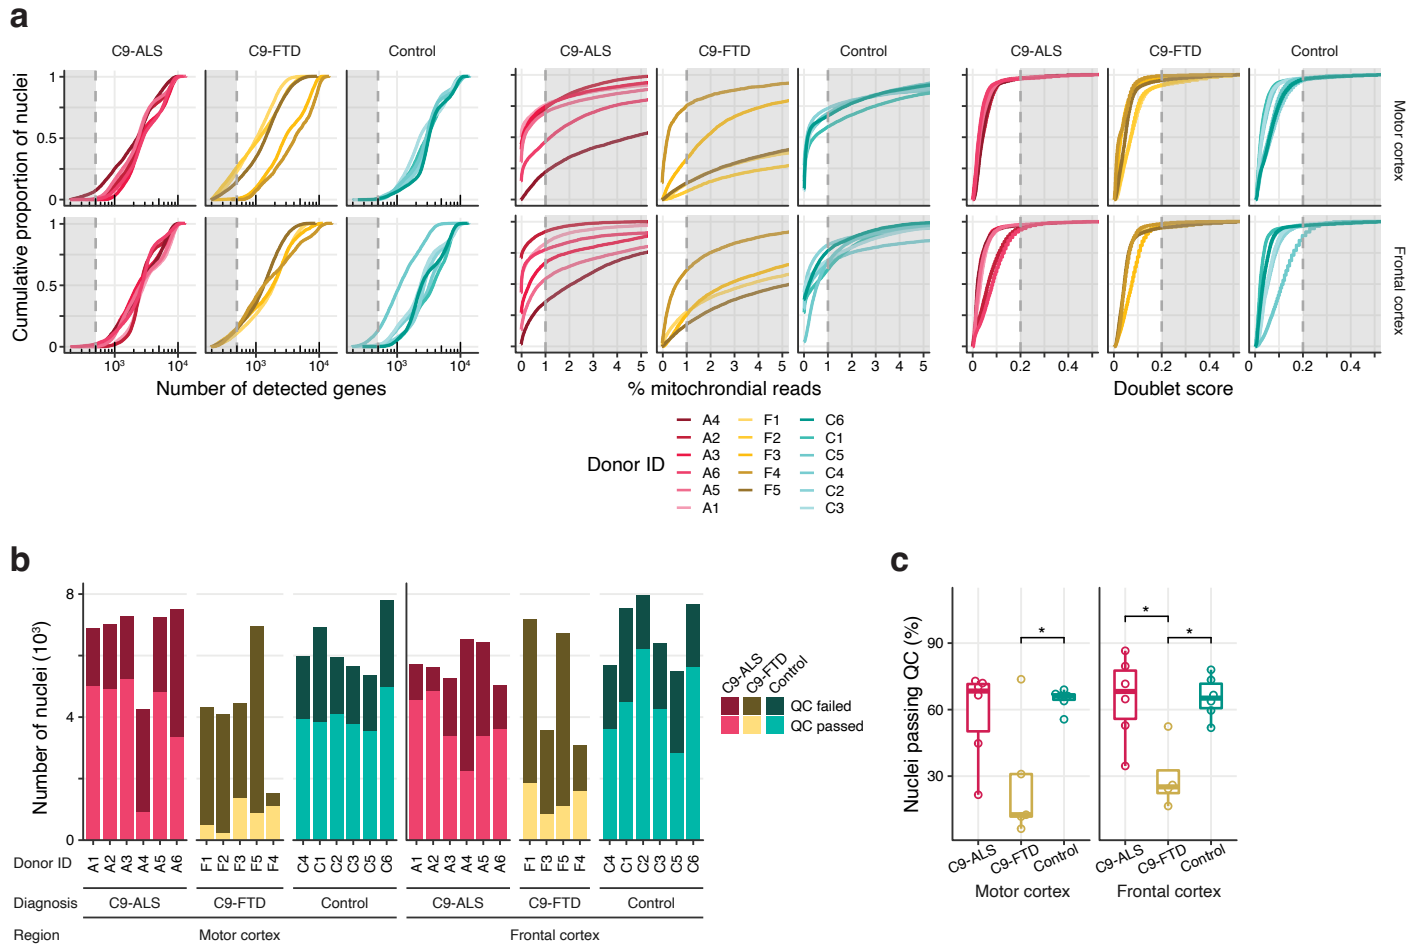 a
C9-ALS C9-FTD Control C9-ALS C9-FTD Control C9-ALS C9-FTD Control
Cumulative proportion of nuclei
1
0.5
0
Motor cortex
1
0.5
0
Frontal cortex
10³ 10⁴ 10³ 10⁴ 10³ 10⁴ 0 1 2 3 4 5 0 1 2 3 4 5 0 1 2 3 4 5 0 0.2 0.4 0 0.2 0.4 0 0.2 0.4
Number of detected genes % mitochrondial reads Doublet score
Donor ID
A4 F1 C6
A2 F2 C1
A3 F3 C5
A6 F4 C4
A5 F5 C2
A1 C3
b
Number of nuclei (10³)
8
4
0
C9-ALS C9-FTD Control
QC failed
QC passed
Donor ID A1 A2 A3 A4 A5 A6 F1 F2 F3 F5 F4 C4 C1 C2 C3 C5 C6 A1 A2 A3 A4 A5 A6 F1 F3 F5 F4 C4 C1 C2 C3 C5 C6
Diagnosis C9-ALS C9-FTD Control C9-ALS C9-FTD Control
Region Motor cortex Frontal cortex
c
Nuclei passing QC (%)
90
60
30
* * *
C9-ALS C9-FTD Control C9-ALS C9-FTD Control
Motor cortex Frontal cortex